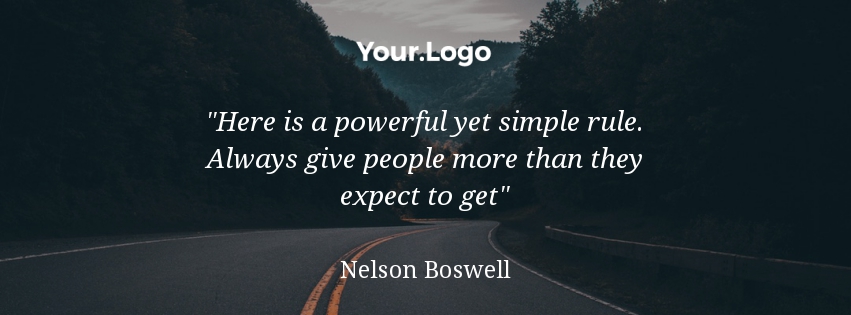 Your.Logo
"Here is a powerful yet simple rule.
Always give people more than they
expect to get"
Nelson Boswell